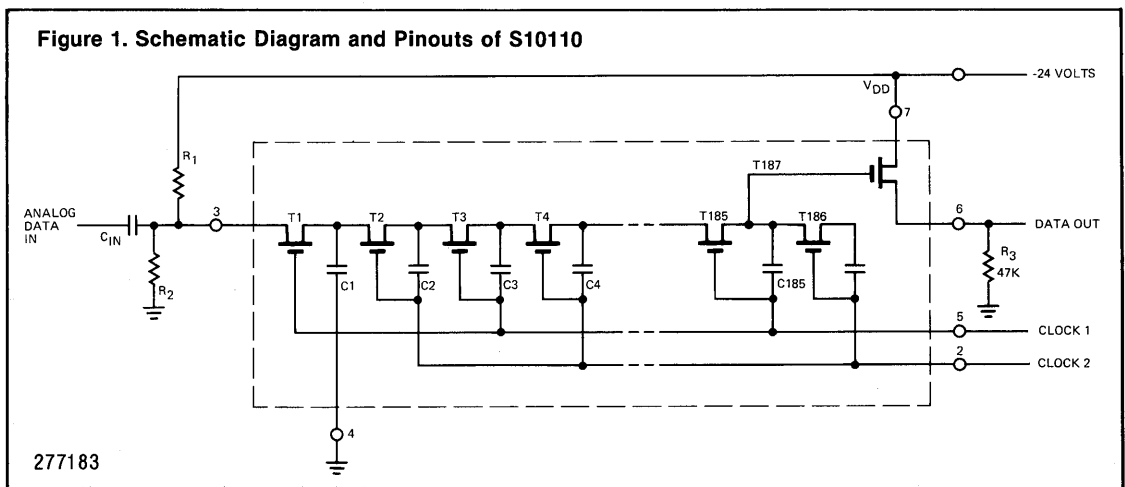 Figure 1. Schematic Diagram and Pinouts of S10110
-24 VOLTS
VDD
7
R1
T187
ANALOG
DATA
IN
CIN
3
T1
T2
T3
T4
T185
T186
6
DATA OUT
R2
C1
C2
C3
C4
C185
R3
47K
5
CLOCK 1
2
CLOCK 2
4
277183